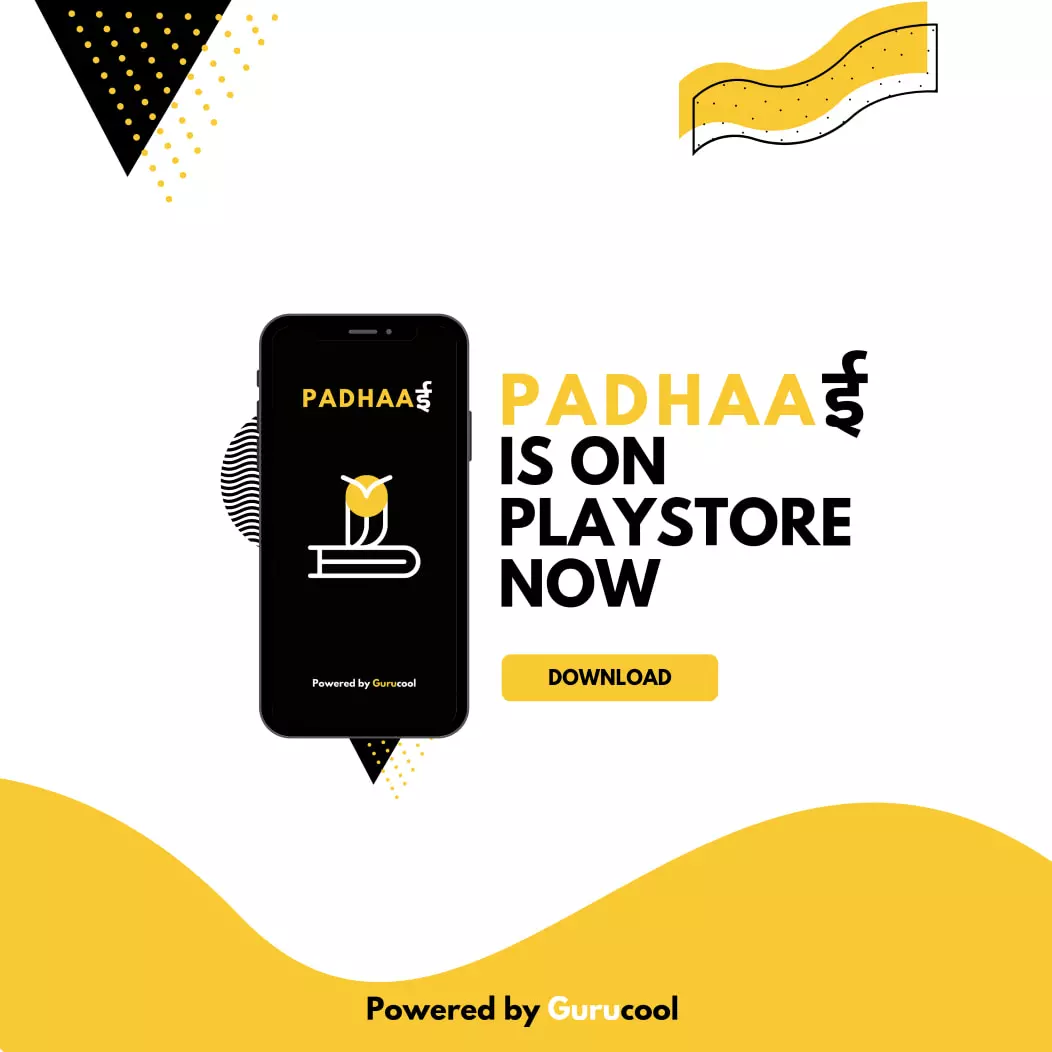 PADHAAई
Powered by Gurucool
PADHAAई
IS ON
PLAYSTORE
NOW
DOWNLOAD
Powered by Gurucool